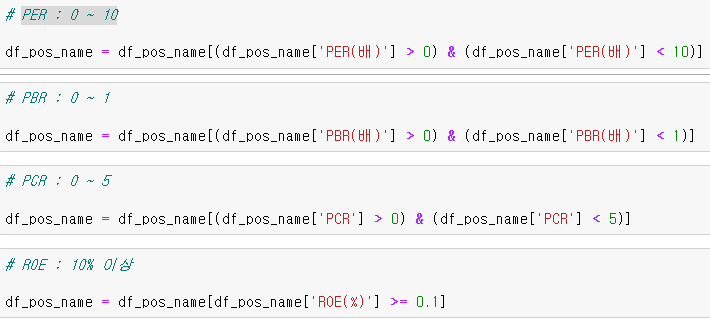 # PER : 0 ~ 10
df_pos_name = df_pos_name[(df_pos_name['PER(배)'] > 0) & (df_pos_name['PER(배)'] < 10)]
# PBR : 0 ~ 1
df_pos_name = df_pos_name[(df_pos_name['PBR(배)'] > 0) & (df_pos_name['PBR(배)'] < 1)]
# PCR : 0 ~ 5
df_pos_name = df_pos_name[(df_pos_name['PCR'] > 0) & (df_pos_name['PCR'] < 5)]
# ROE : 10% 이상
df_pos_name = df_pos_name[df_pos_name['ROE(%)'] >= 0.1]